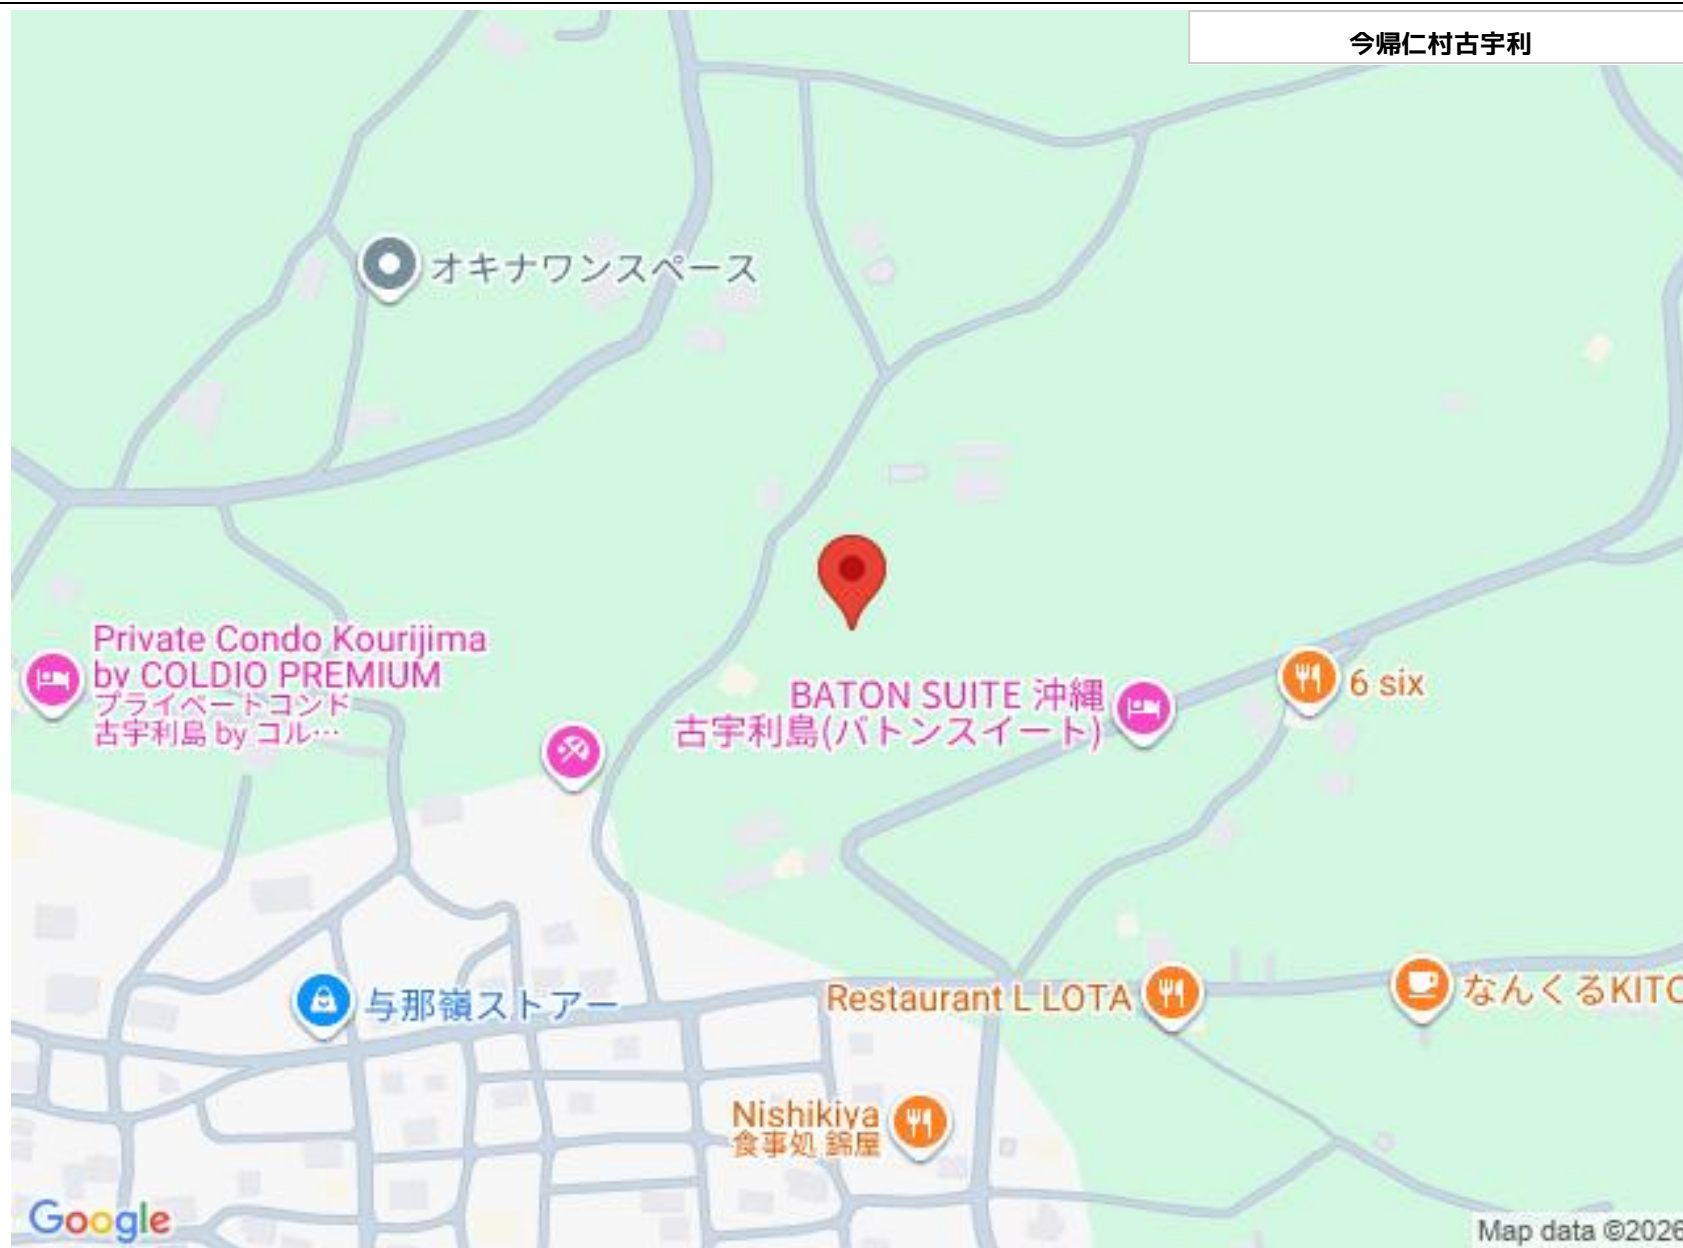 今帰仁村古宇利
オキナワンスペース
Private Condo Kourijima
by COLDIO PREMIUM
プライベートコンド
古宇利島 by コル…
BATON SUITE 沖縄
古宇利島(バトンスイート)
6 six
与那嶺ストアー
Restaurant L LOTA
なんくるKITC
Nishikiya
食事処 錦屋
Google
Map data ©2026